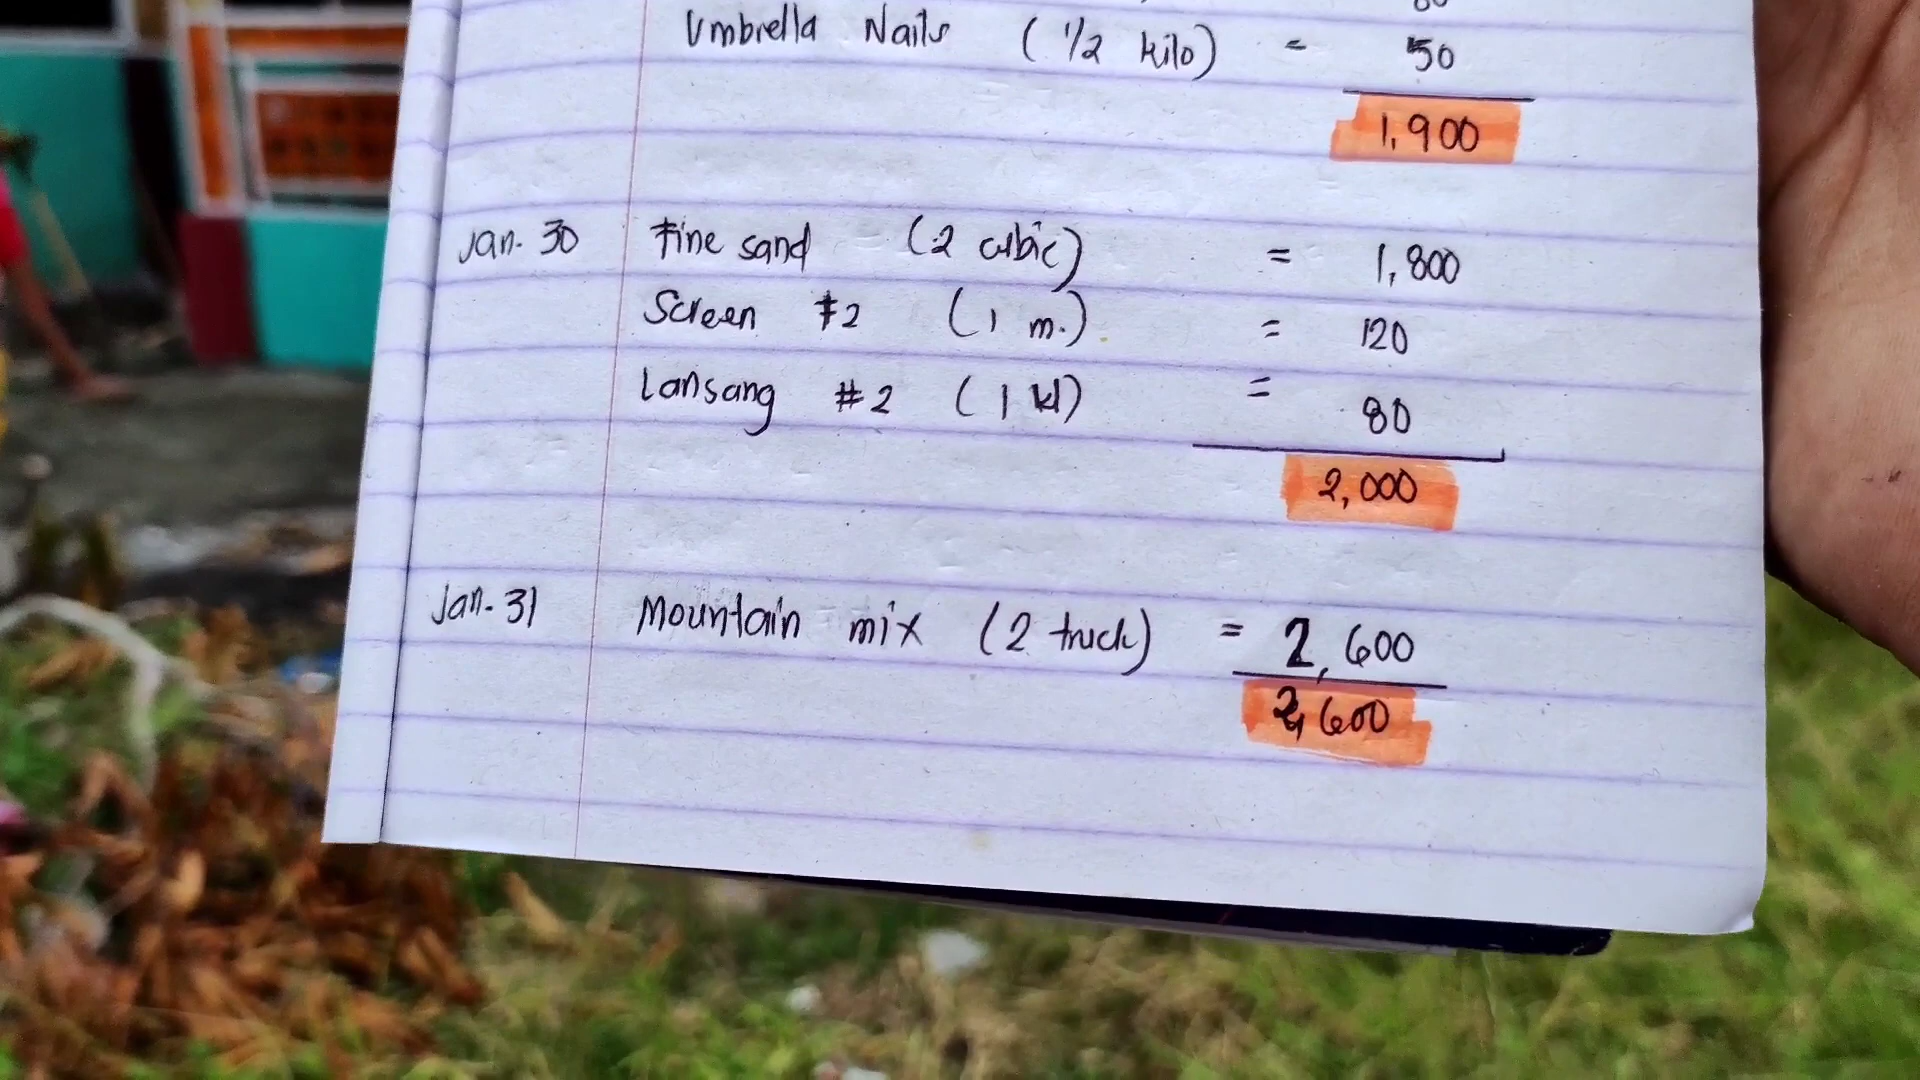 Umbrella Nails (1/2 kilo) = 50
1,900
Jan. 30 Fine sand (2 cubic) = 1,800
Screen #2 (1 m.) = 120
Lansang #2 (1 kl) = 80
2,000
Jan. 31 Mountain mix (2 truck) = 2,600
2,600